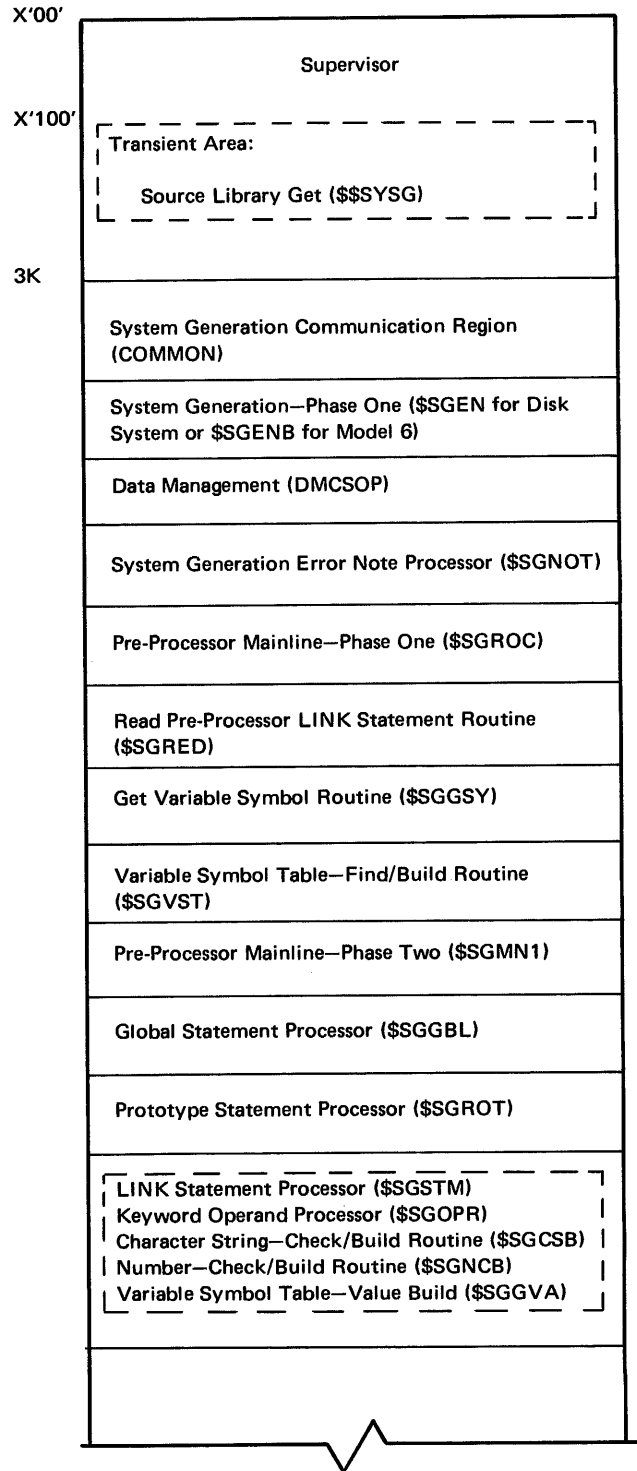 X'00'
Supervisor
X'100'
Transient Area:
Source Library Get ($$SYSG)
3K
System Generation Communication Region
(COMMON)
System Generation—Phase One ($SGEN for Disk
System or $SGENB for Model 6)
Data Management (DMCSOP)
System Generation Error Note Processor ($SGNOT)
Pre-Processor Mainline—Phase One ($SGROC)
Read Pre-Processor LINK Statement Routine
($SGRED)
Get Variable Symbol Routine ($SGGSY)
Variable Symbol Table—Find/Build Routine
($SGVST)
Pre-Processor Mainline—Phase Two ($SGMN1)
Global Statement Processor ($SGGBL)
Prototype Statement Processor ($SGROT)
LINK Statement Processor ($SGSTM)
Keyword Operand Processor ($SGOPR)
Character String—Check/Build Routine ($SGCSB)
Number—Check/Build Routine ($SGNCB)
Variable Symbol Table—Value Build ($SGGVA)